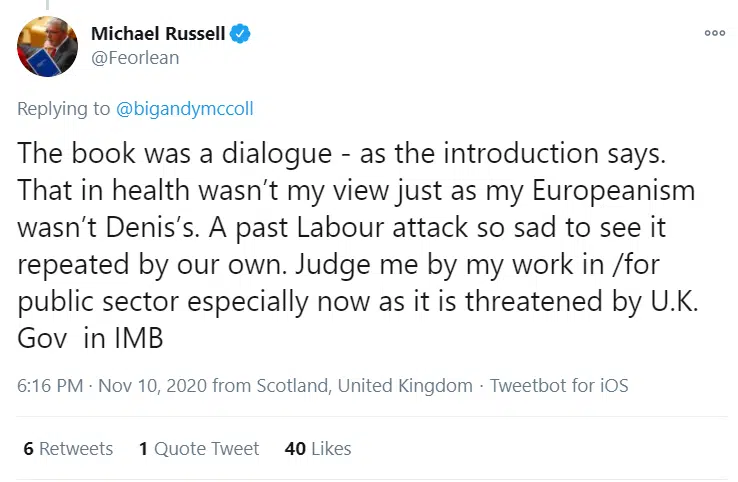 Michael Russell
@Feorlean
Replying to @bigandymccoll
The book was a dialogue - as the introduction says.
That in health wasn’t my view just as my Europeanism
wasn’t Denis’s. A past Labour attack so sad to see it
repeated by our own. Judge me by my work in /for
public sector especially now as it is threatened by U.K.
Gov  in IMB
6:16 PM · Nov 10, 2020 from Scotland, United Kingdom · Tweetbot for iOS
6 Retweets 1 Quote Tweet 40 Likes